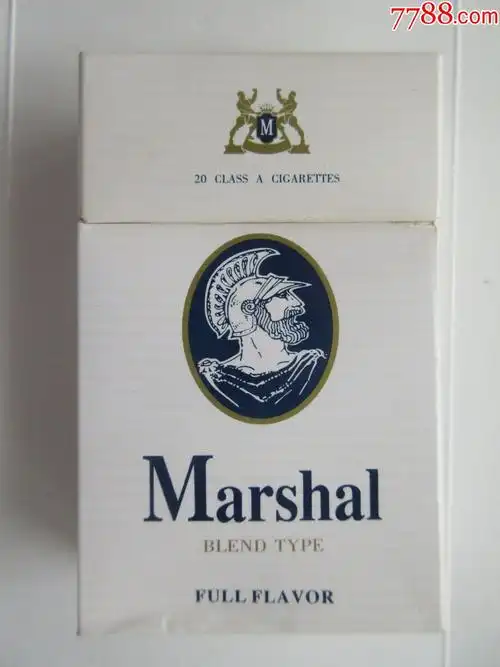 7788.com
M
20 CLASS A CIGARETTES
Marshal
BLEND TYPE
FULL FLAVOR